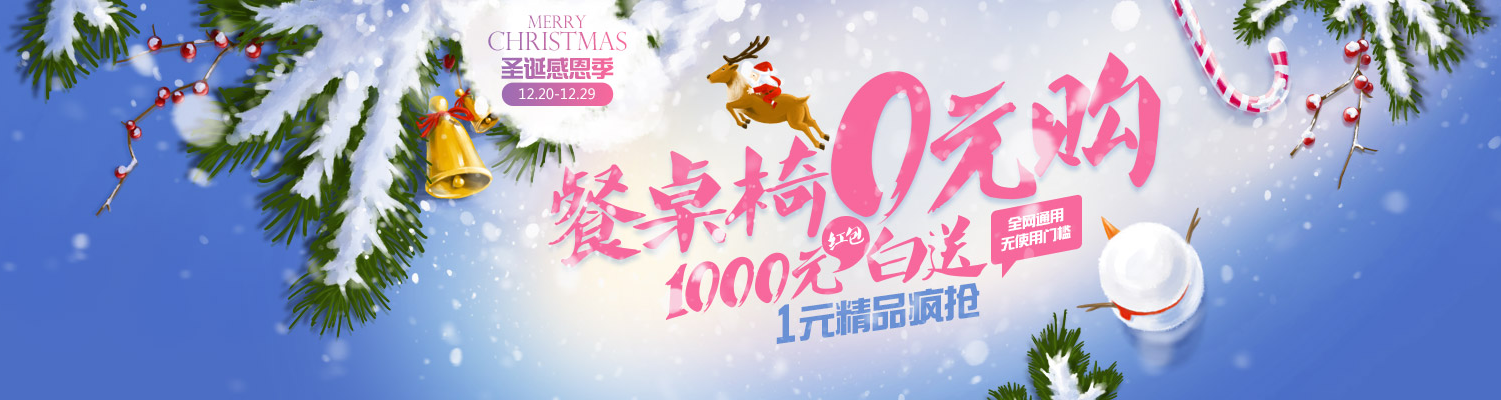 MERRY
CHRISTMAS
圣诞感恩季
12.20-12.29
餐桌椅0元购
1000元红包白送
全网通用
无使用门槛
1元精品疯抢